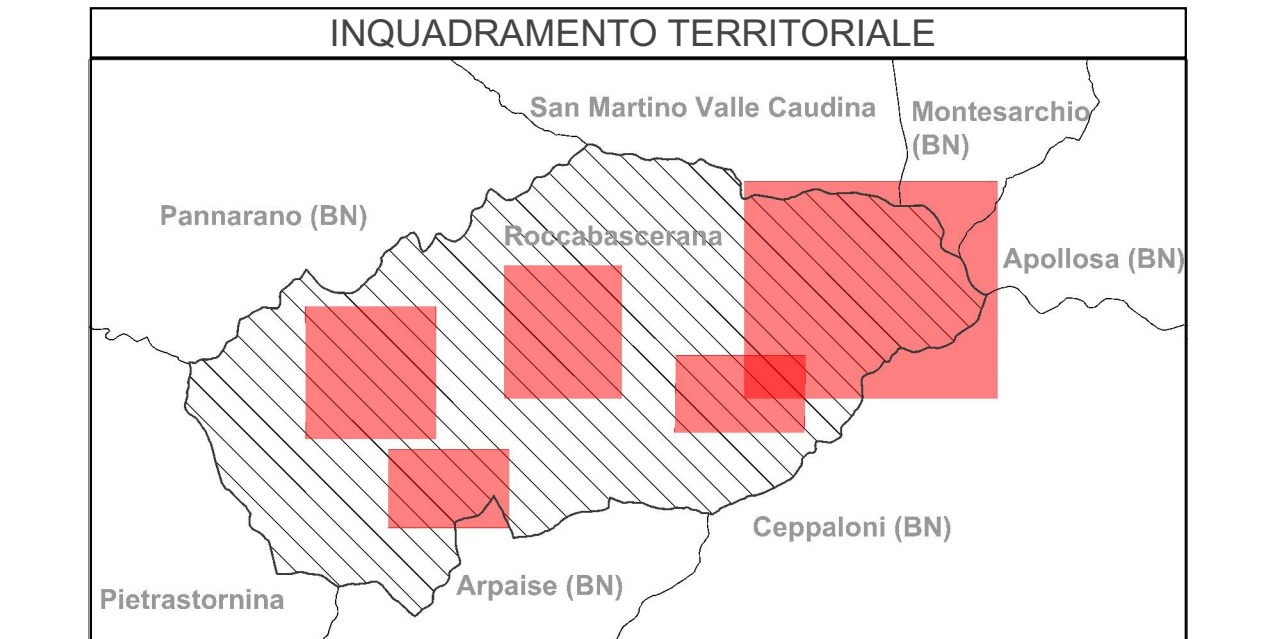 INQUADRAMENTO TERRITORIALE
San Martino Valle Caudina
Montesarchio
(BN)
Pannarano (BN)
Roccabascerana
Apollosa (BN)
Ceppaloni (BN)
Arpaise (BN)
Pietrastornina